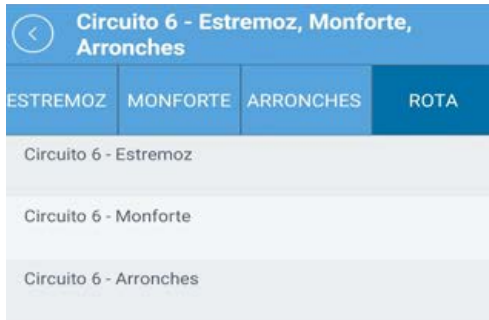 Circuito 6 - Estremoz, Monforte,
Arronches
ESTREMOZ MONFORTE ARRONCHES ROTA
Circuito 6 - Estremoz
Circuito 6 - Monforte
Circuito 6 - Arronches